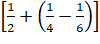 [1/2 + (1/4 − 1/6)]